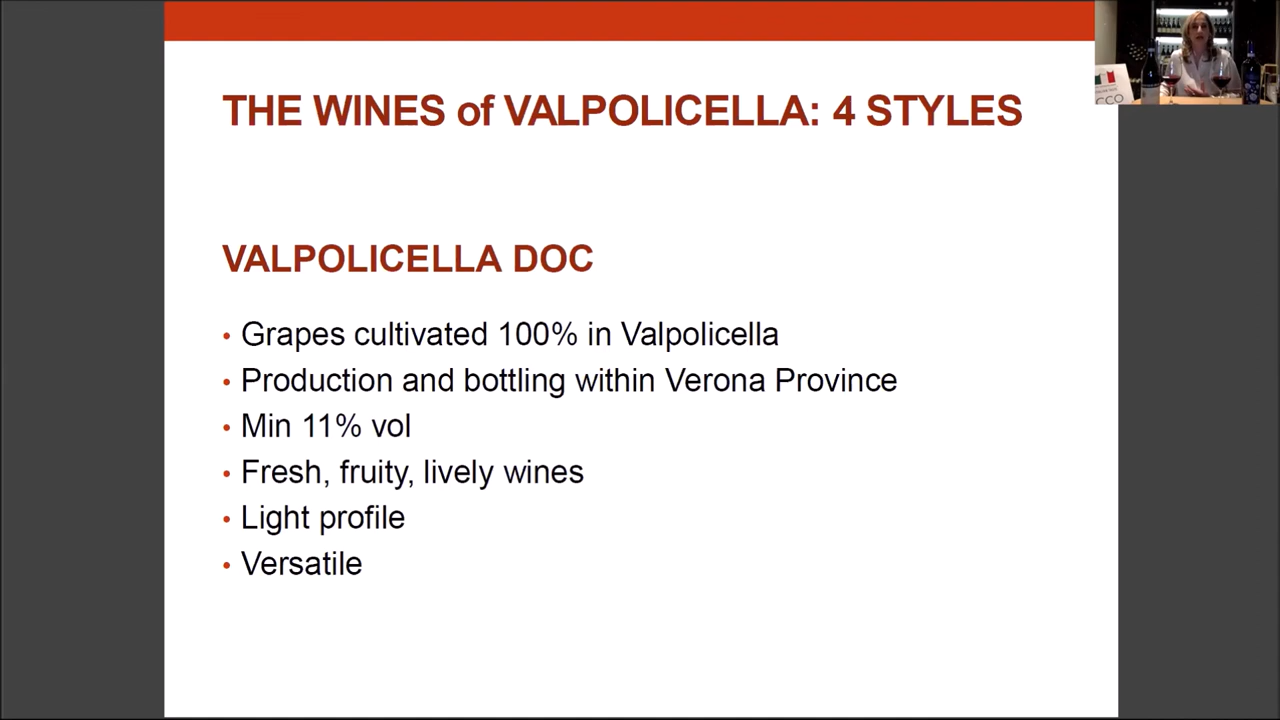 THE WINES of VALPOLICELLA: 4 STYLES
VALPOLICELLA DOC
• Grapes cultivated 100% in Valpolicella
• Production and bottling within Verona Province
• Min 11% vol
• Fresh, fruity, lively wines
• Light profile
• Versatile